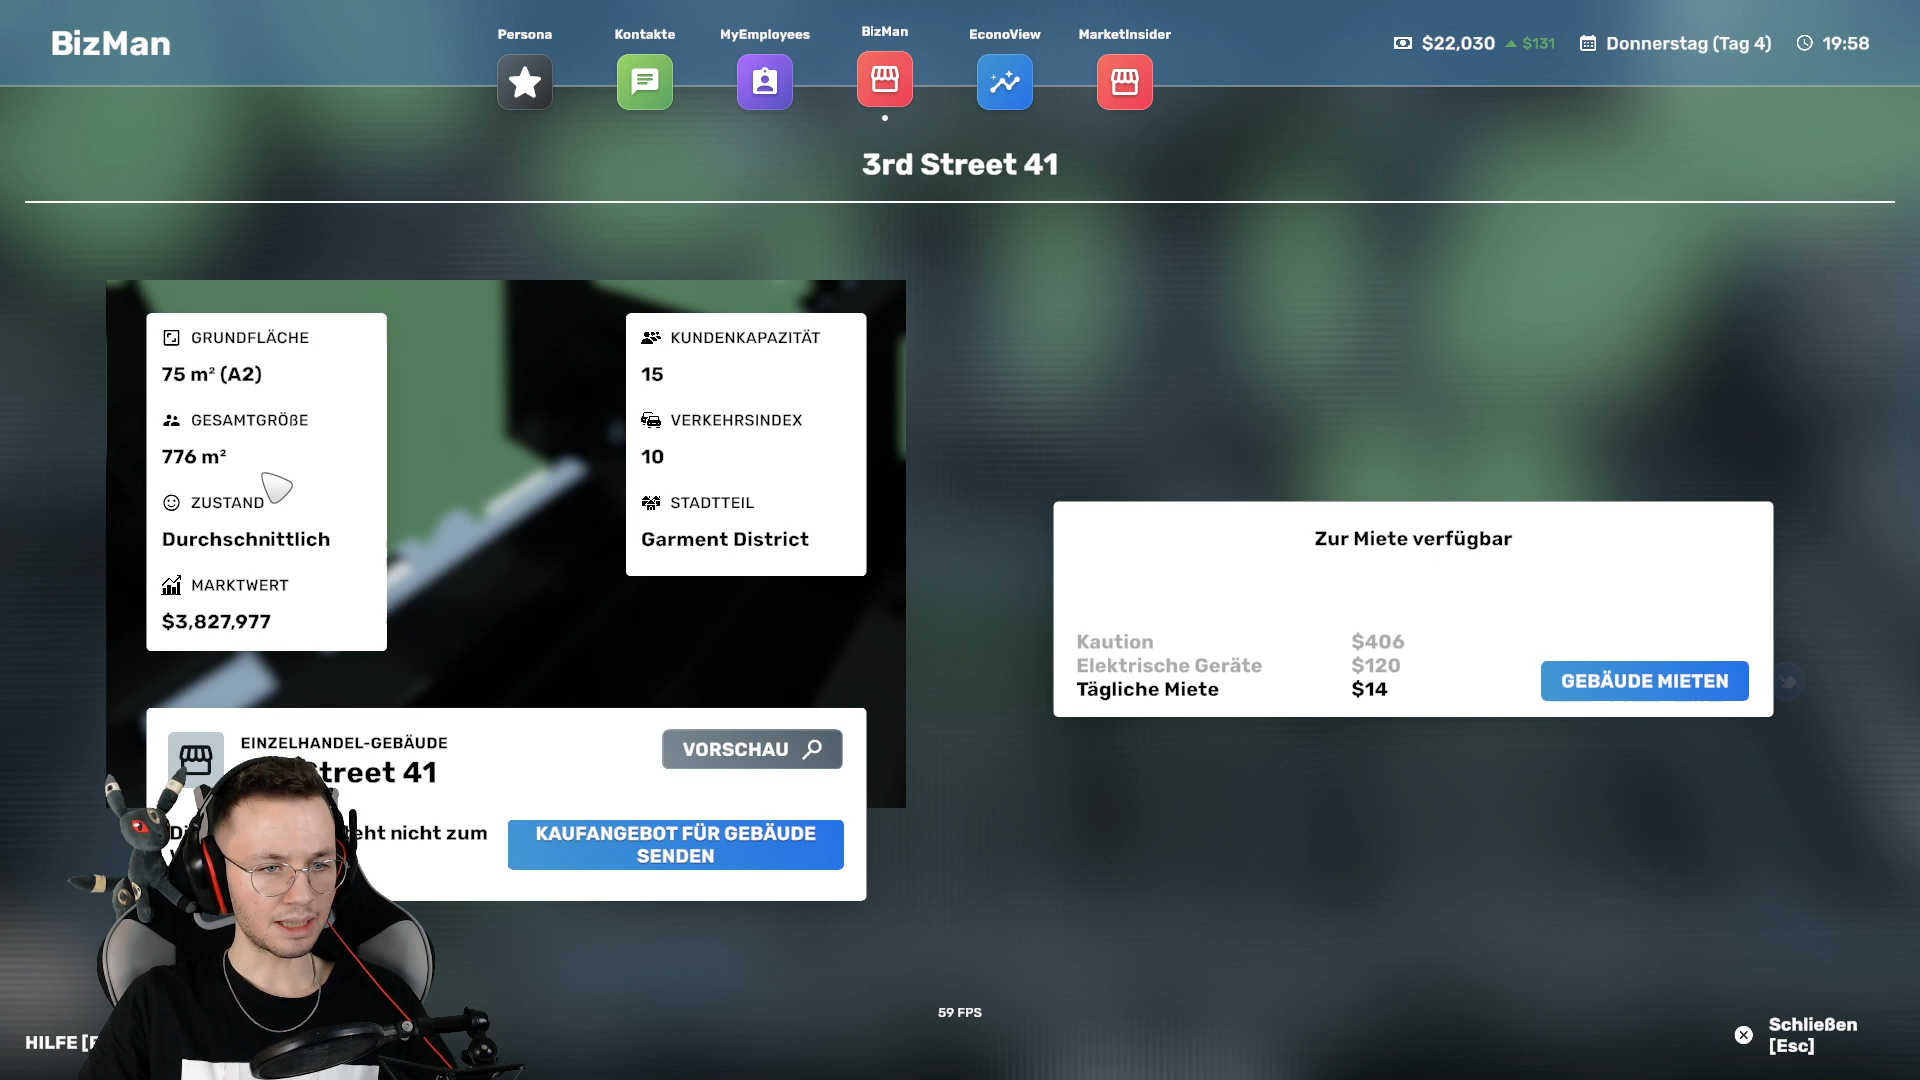 BizMan
Persona
Kontakte
MyEmployees
BizMan
EconoView
MarketInsider
$22,030
$131
Donnerstag (Tag 4)
19:58
3rd Street 41
GRUNDFLÄCHE
75 m² (A2)
GESAMTGRÖßE
776 m²
ZUSTAND
Durchschnittlich
MARKTWERT
$3,827,977
KUNDENKAPAZITÄT
15
VERKEHRSINDEX
10
STADTTEIL
Garment District
Zur Miete verfügbar
Kaution $406
Elektrische Geräte $120
Tägliche Miete $14
GEBÄUDE MIETEN
EINZELHANDEL-GEBÄUDE
Street 41
VORSCHAU
nicht zum
KAUFANGEBOT FÜR GEBÄUDE
SENDEN
59 FPS
HILFE
Schließen
[Esc]